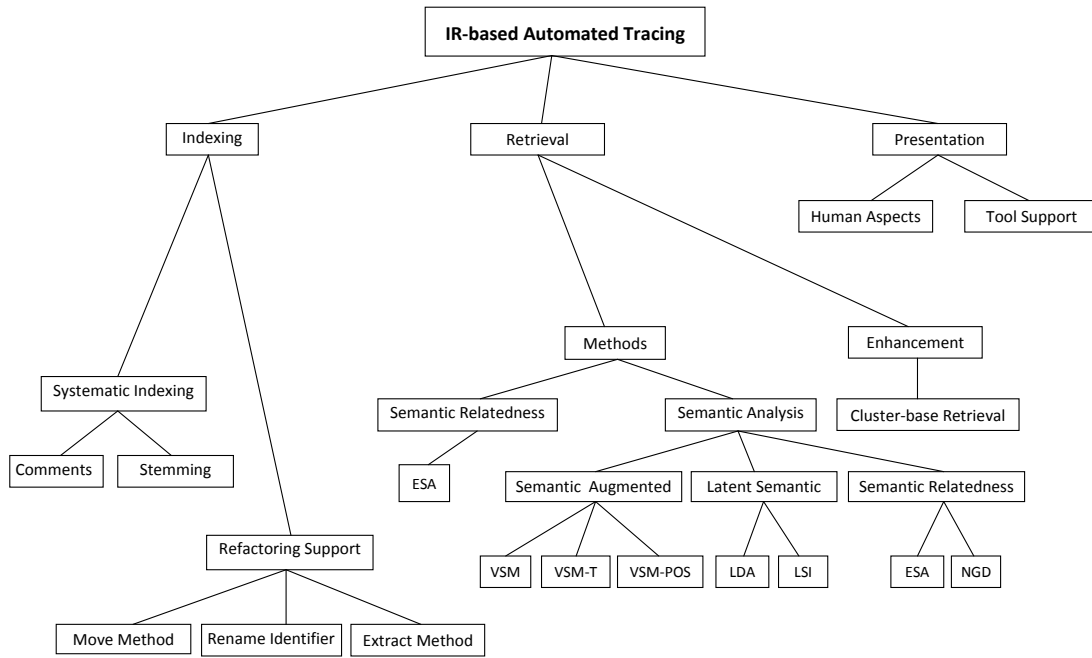 IR-based Automated Tracing
Indexing
Retrieval
Presentation
Human Aspects
Tool Support
Methods
Enhancement
Systematic Indexing
Semantic Relatedness
Semantic Analysis
Cluster-base Retrieval
Comments
Stemming
ESA
Semantic Augmented
Latent Semantic
Semantic Relatedness
Refactoring Support
VSM
VSM-T
VSM-POS
LDA
LSI
ESA
NGD
Move Method
Rename Identifier
Extract Method